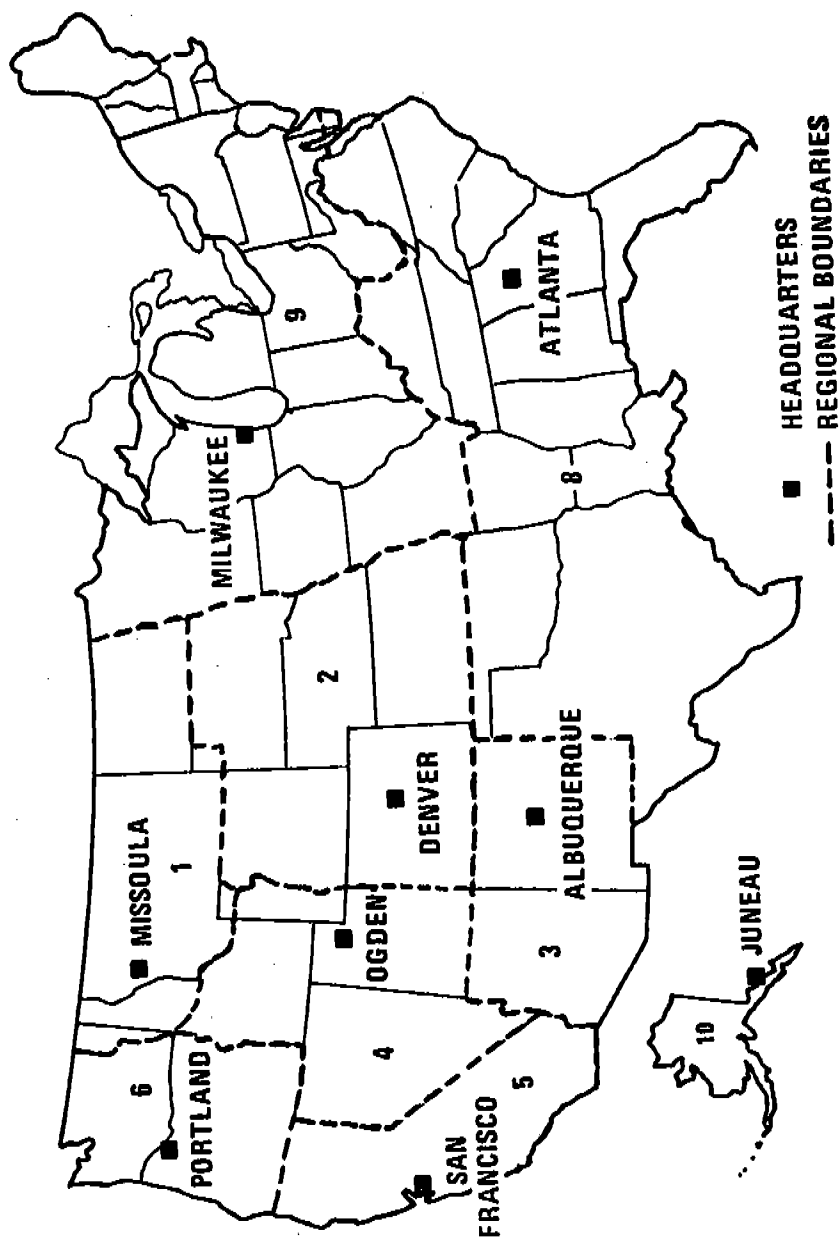 MISSOULA
1
6
PORTLAND
MILWAUKEE
9
2
OGDEN
DENVER
4
SAN
FRANCISCO
5
3
ALBUQUERQUE
8
ATLANTA
10
JUNEAU
HEADQUARTERS
REGIONAL BOUNDARIES